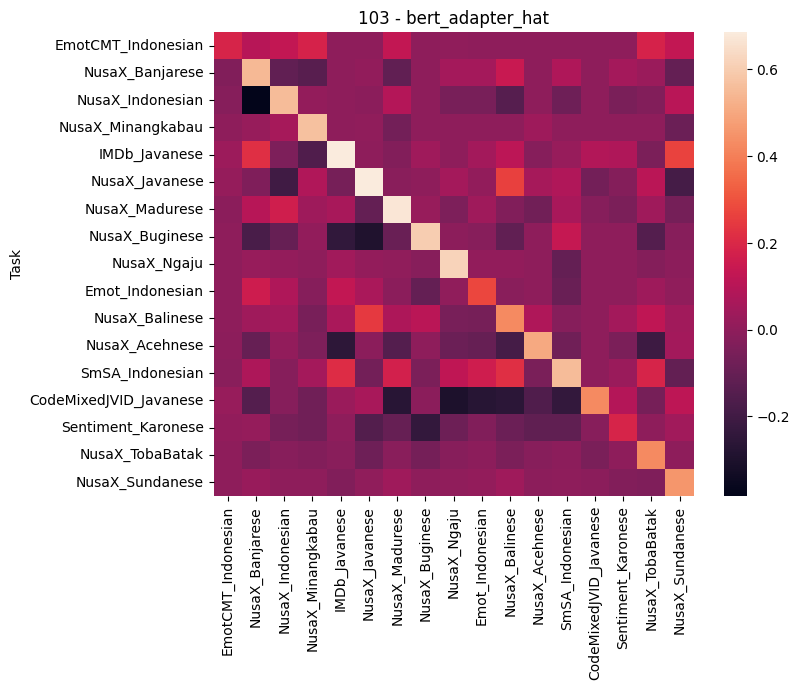 103 - bert_adapter_hat
Task
EmotCMT_Indonesian
NusaX_Banjarese
NusaX_Indonesian
NusaX_Minangkabau
IMDb_Javanese
NusaX_Javanese
NusaX_Madurese
NusaX_Buginese
NusaX_Ngaju
Emot_Indonesian
NusaX_Balinese
NusaX_Acehnese
SmSA_Indonesian
CodeMixedJVID_Javanese
Sentiment_Karonese
NusaX_TobaBatak
NusaX_Sundanese
EmotCMT_Indonesian
NusaX_Banjarese
NusaX_Indonesian
NusaX_Minangkabau
IMDb_Javanese
NusaX_Javanese
NusaX_Madurese
NusaX_Buginese
NusaX_Ngaju
Emot_Indonesian
NusaX_Balinese
NusaX_Acehnese
SmSA_Indonesian
CodeMixedJVID_Javanese
Sentiment_Karonese
NusaX_TobaBatak
NusaX_Sundanese
0.6
0.4
0.2
0.0
−0.2